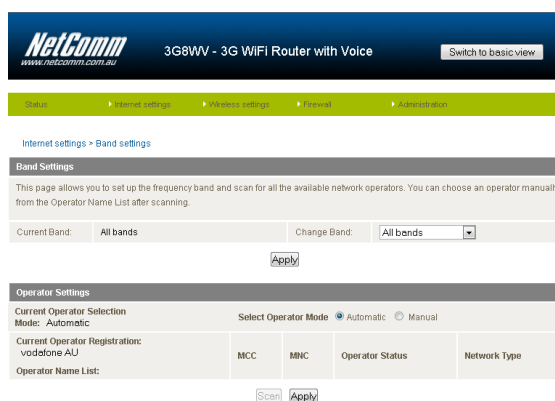 NetComm
www.netcomm.com.au
3G8WV - 3G WiFi Router with Voice
Switch to basic view
Status Internet settings Wireless settings Firewall Administration
Internet settings > Band settings
Band Settings
This page allows you to set up the frequency band and scan for all the available network operators. You can choose an operator manuall
from the Operator Name List after scanning.
Current Band: All bands Change Band: All bands
Apply
Operator Settings
Current Operator Selection
Mode: Automatic
Select Operator Mode Automatic Manual
Current Operator Registration:
vodafone AU
MCC MNC Operator Status Network Type
Operator Name List:
Scan Apply